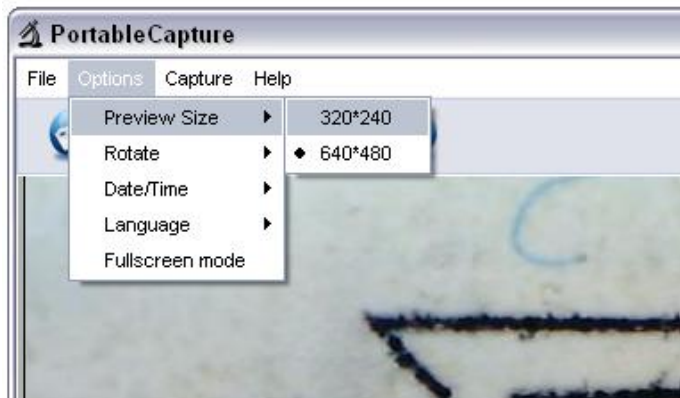 PortableCapture
File Options Capture Help
Preview Size 320*240
Rotate 640*480
Date/Time
Language
Fullscreen mode